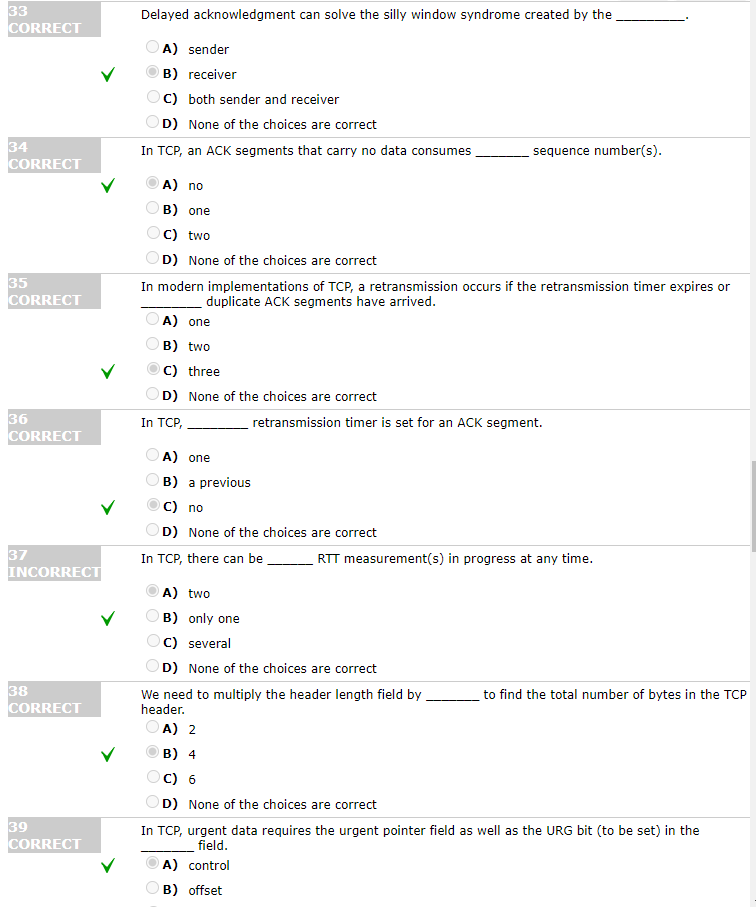 33
CORRECT
Delayed acknowledgment can solve the silly window syndrome created by the _________.
A) sender
B) receiver
C) both sender and receiver
D) None of the choices are correct
34
CORRECT
In TCP, an ACK segments that carry no data consumes _______ sequence number(s).
A) no
B) one
C) two
D) None of the choices are correct
35
CORRECT
In modern implementations of TCP, a retransmission occurs if the retransmission timer expires or
________ duplicate ACK segments have arrived.
A) one
B) two
C) three
D) None of the choices are correct
36
CORRECT
In TCP, ________ retransmission timer is set for an ACK segment.
A) one
B) a previous
C) no
D) None of the choices are correct
37
INCORRECT
In TCP, there can be ______ RTT measurement(s) in progress at any time.
A) two
B) only one
C) several
D) None of the choices are correct
38
CORRECT
We need to multiply the header length field by _______ to find the total number of bytes in the TCP
header.
A) 2
B) 4
C) 6
D) None of the choices are correct
39
CORRECT
In TCP, urgent data requires the urgent pointer field as well as the URG bit (to be set) in the
_______ field.
A) control
B) offset